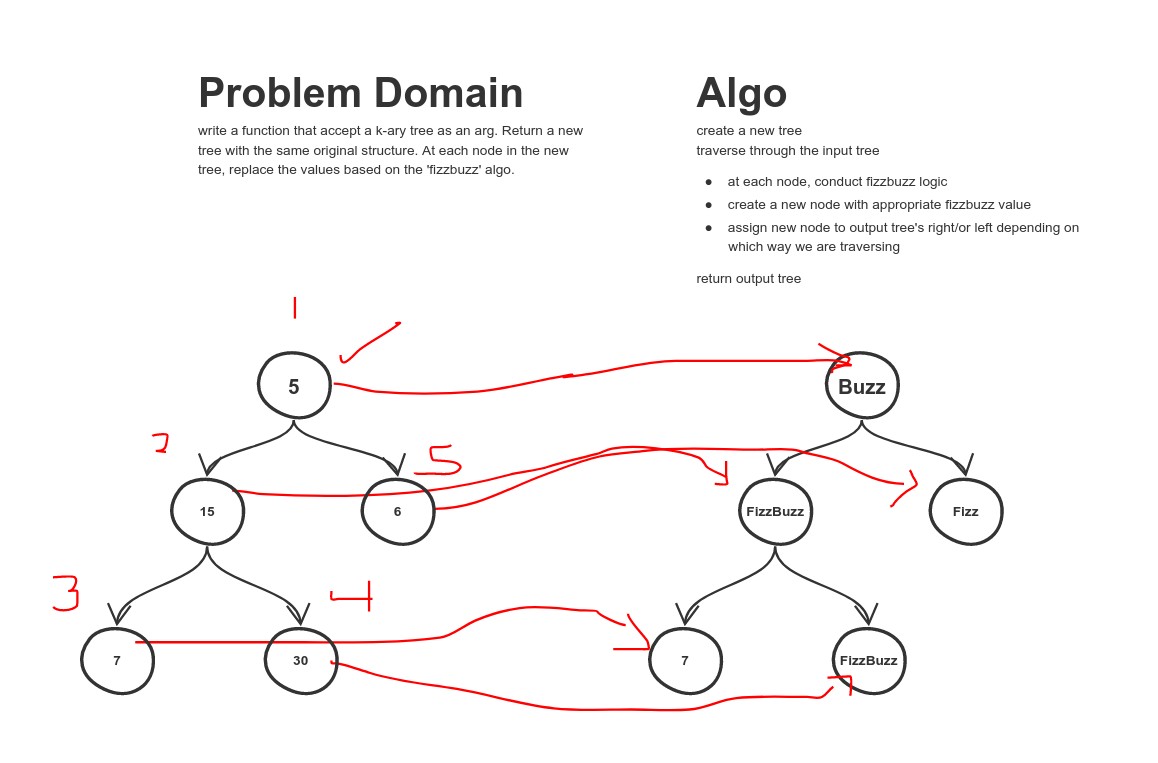 Problem Domain
write a function that accept a k-ary tree as an arg. Return a new
tree with the same original structure. At each node in the new
tree, replace the values based on the 'fizzbuzz' algo.
Algo
create a new tree
traverse through the input tree
● at each node, conduct fizzbuzz logic
● create a new node with appropriate fizzbuzz value
● assign new node to output tree's right/or left depending on
which way we are traversing
return output tree
1
5
Buzz
2
5
15
6
FizzBuzz
Fizz
3
4
7
30
7
FizzBuzz